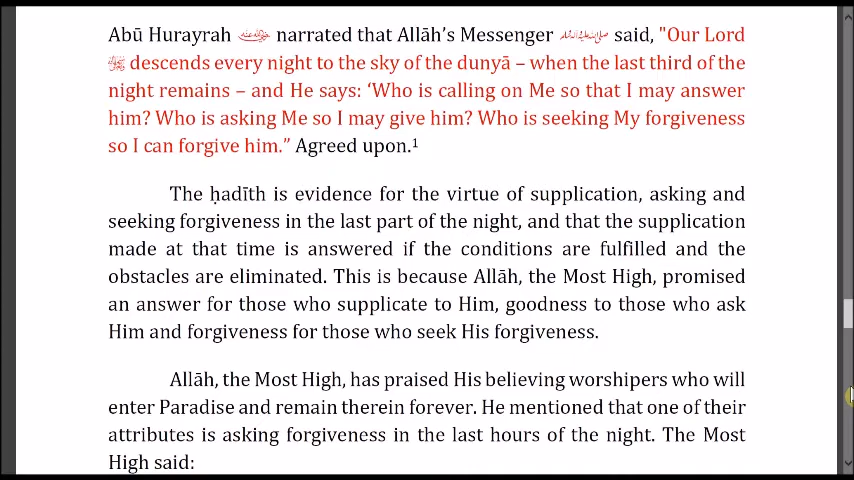 Abū Hurayrah رضي الله عنه narrated that Allāh's Messenger صلى الله عليه وسلم said, "Our Lord
descends every night to the sky of the dunyā – when the last third of the
night remains – and He says: 'Who is calling on Me so that I may answer
him? Who is asking Me so I may give him? Who is seeking My forgiveness
so I can forgive him." Agreed upon.¹
The ḥadīth is evidence for the virtue of supplication, asking and
seeking forgiveness in the last part of the night, and that the supplication
made at that time is answered if the conditions are fulfilled and the
obstacles are eliminated. This is because Allāh, the Most High, promised
an answer for those who supplicate to Him, goodness to those who ask
Him and forgiveness for those who seek His forgiveness.
Allāh, the Most High, has praised His believing worshipers who will
enter Paradise and remain therein forever. He mentioned that one of their
attributes is asking forgiveness in the last hours of the night. The Most
High said: